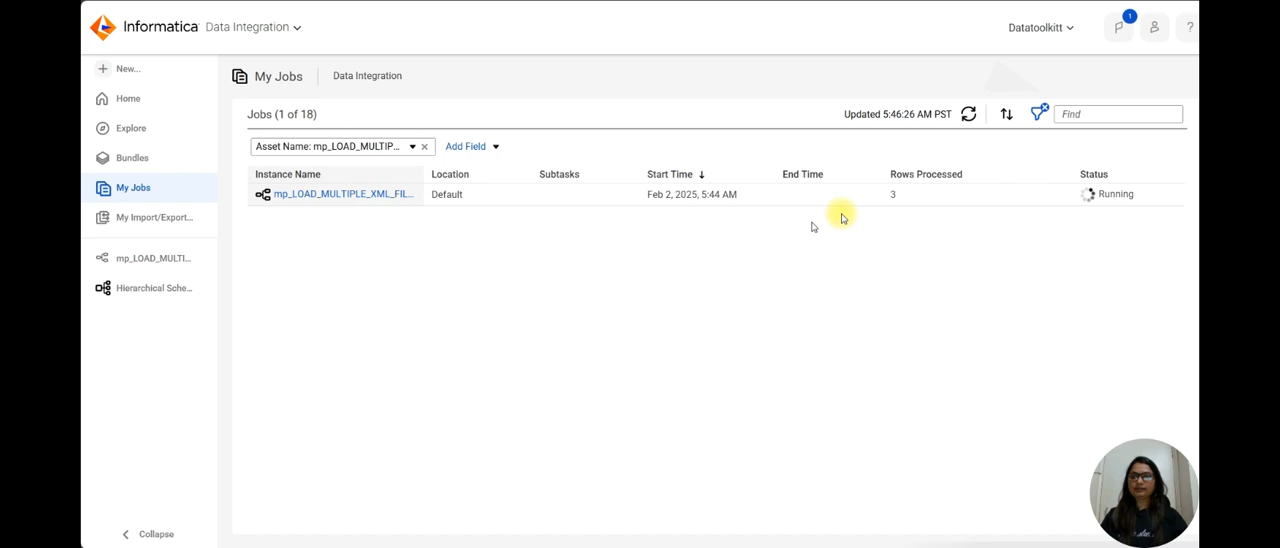 Informatica Data Integration
Datatoolkitt
1
?
New...
Home
Explore
Bundles
My Jobs
My Import/Export...
mp_LOAD_MULTI...
Hierarchical Sche...
Collapse
My Jobs Data Integration
Jobs (1 of 18)
Updated 5:46:26 AM PST
Find
Asset Name: mp_LOAD_MULTIP...
Add Field
Instance Name Location Subtasks Start Time End Time Rows Processed Status
mp_LOAD_MULTIPLE_XML_FIL... Default Feb 2, 2025, 5:44 AM 3 Running